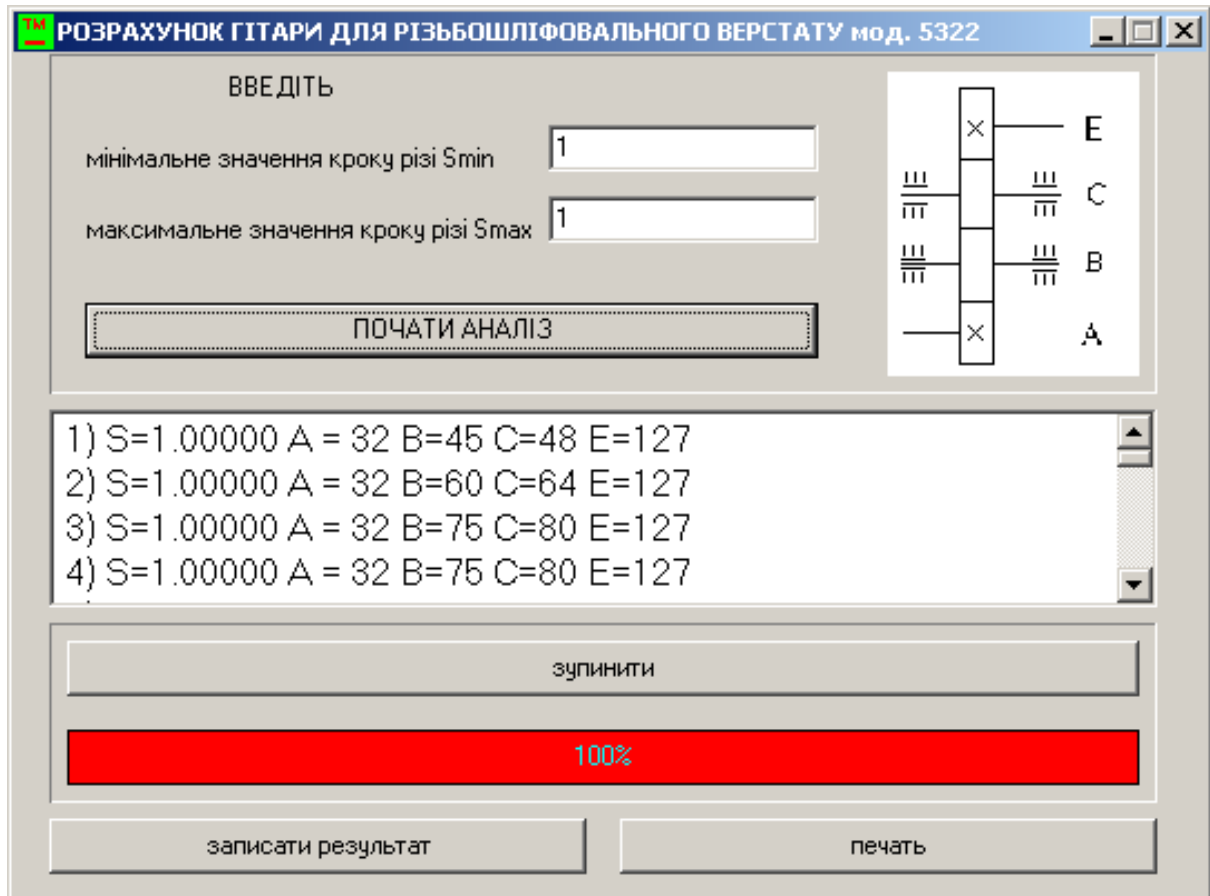 TM РОЗРАХУНОК ГІТАРИ ДЛЯ РІЗЬБОШЛІФОВАЛЬНОГО ВЕРСТАТУ мод. 5322
ВВЕДІТЬ
мінімальне значення кроку різі Smin 1
максимальне значення кроку різі Smax 1
ПОЧАТИ АНАЛІЗ
E
C
B
A
1) S=1.00000 A = 32 B=45 C=48 E=127
2) S=1.00000 A = 32 B=60 C=64 E=127
3) S=1.00000 A = 32 B=75 C=80 E=127
4) S=1.00000 A = 32 B=75 C=80 E=127
зупинити
100%
записати результат
печать